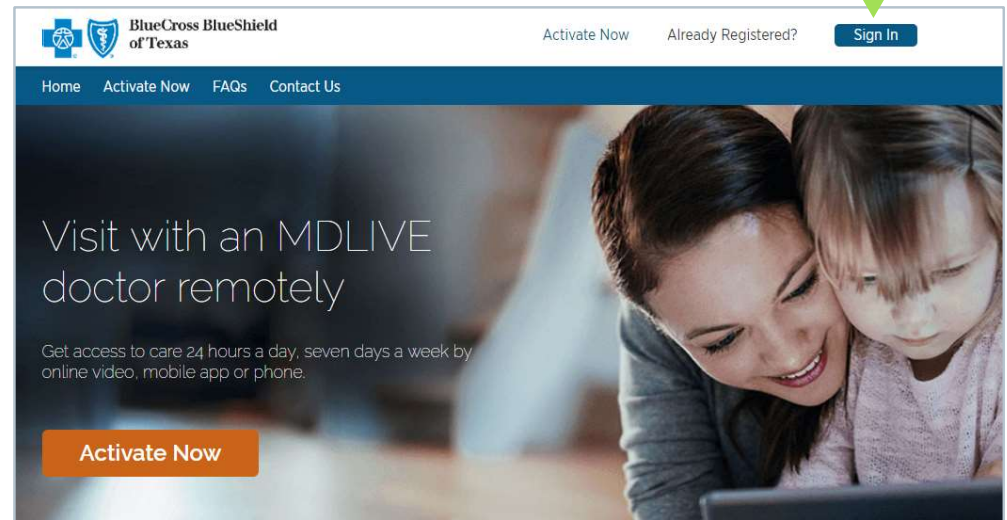 BlueCross BlueShield
of Texas
Activate Now Already Registered? Sign In
Home Activate Now FAQs Contact Us
Visit with an MDLIVE
doctor remotely
Get access to care 24 hours a day, seven days a week by
online video, mobile app or phone.
Activate Now